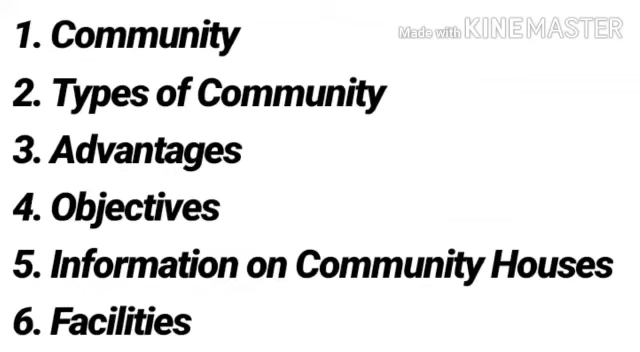 Made with KINEMASTER
1. Community
2. Types of Community
3. Advantages
4. Objectives
5. Information on Community Houses
6. Facilities